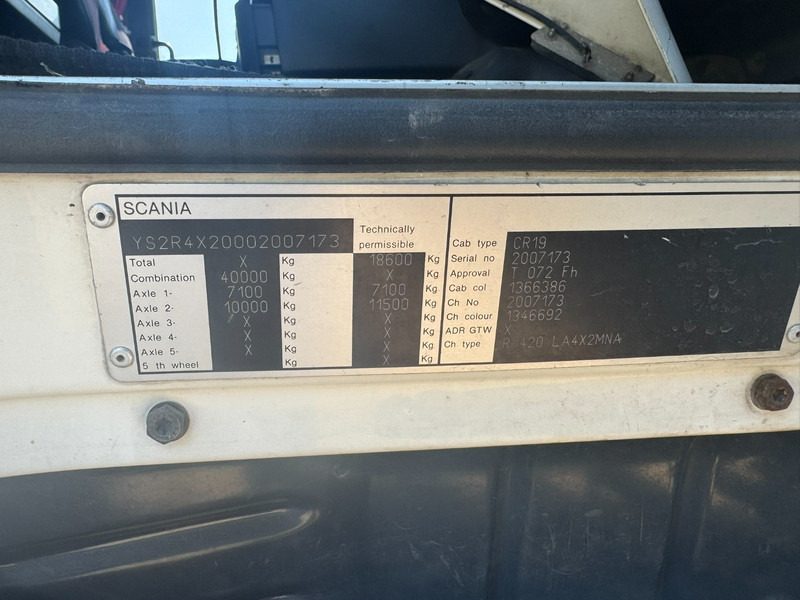 SCANIA
YS2R4X20002007173
Technically
permissible
Total X Kg 18600 Kg
Combination 40000 Kg X Kg
Axle 1- 7100 Kg 7100 Kg
Axle 2- 10000 Kg 11500 Kg
Axle 3- X Kg X Kg
Axle 4- X Kg X Kg
Axle 5- X Kg X Kg
5 th wheel Kg X Kg
Cab type CR19
Serial no 2007173
Approval T 072 Fh
Cab col 1366386
Ch No 2007173
Ch colour 1346692
ADR GTW X
Ch type R 420 LA4X2MNA